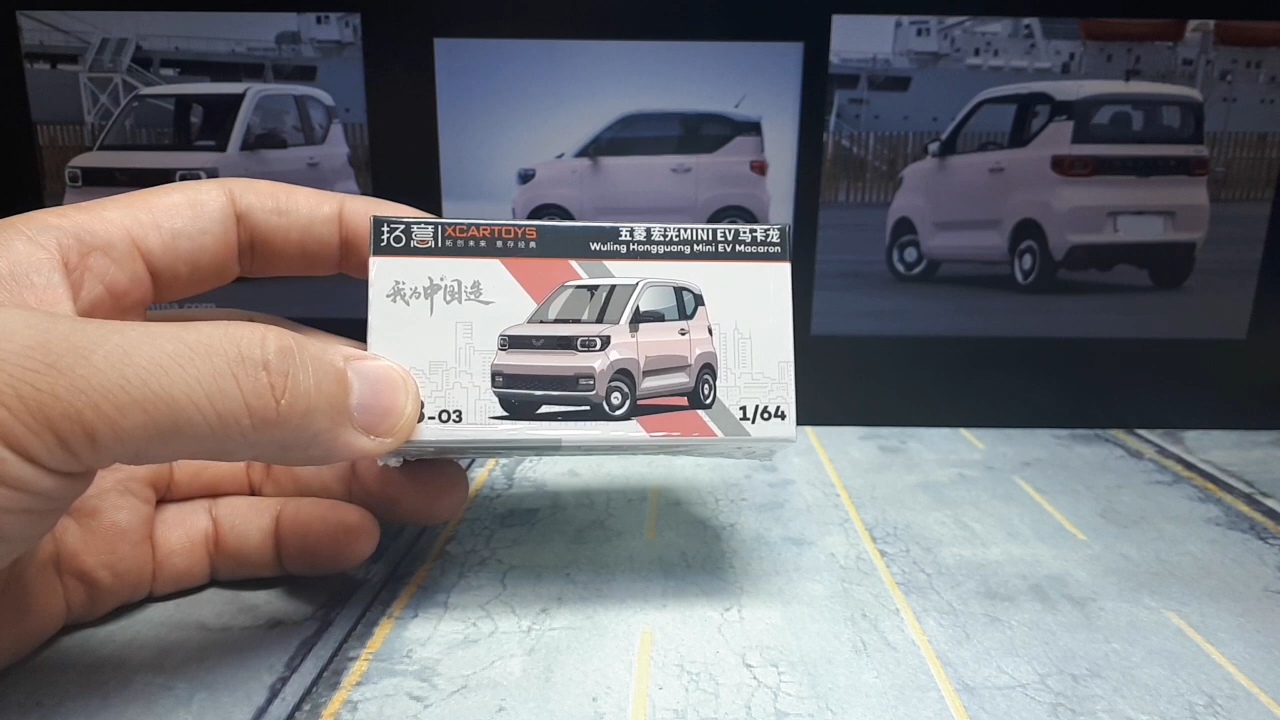 拓意
XCARTOYS
拓创未来 意存经典
五菱 宏光MINI EV 马卡龙
Wuling Hongguang Mini EV Macaron
我为中国造
-03
1/64